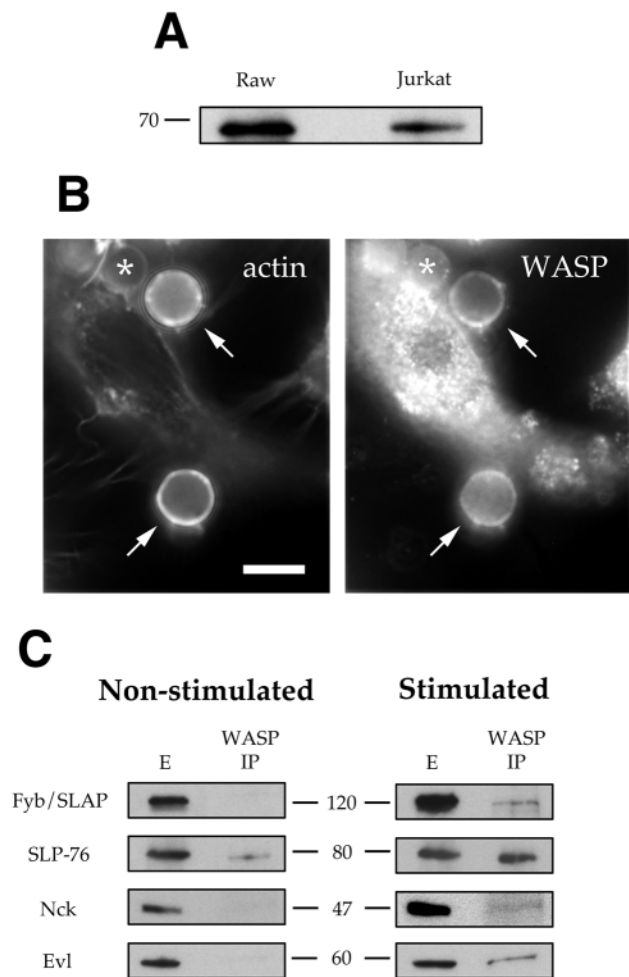 A
Raw Jurkat
70
B
* actin * WASP
C
Non-stimulated Stimulated
E WASP IP E WASP IP
Fyb/SLAP 120
SLP-76 80
Nck 47
Evl 60